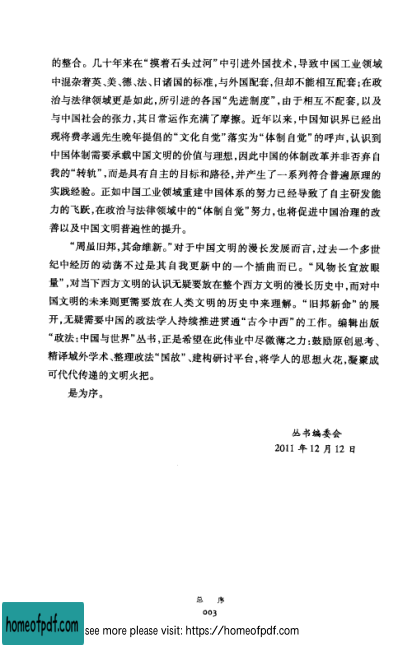 的整合。几十年来在“摸着石头过河”中引进外国技术，导致中国工业领域
中混杂着英、美、德、法、日诸国的标准，与外国配套，但却不能相互配套；在政
治与法律领域更是如此，所引进的各国“先进制度”，由于相互不配套，以及
与中国社会的张力，其日常运作充满了摩擦。近年以来，中国知识界已经出
现将费孝通先生晚年提倡的“文化自觉”落实为“体制自觉”的呼声，认识到
中国体制需要承载中国文明的价值与理想，因此中国的体制改革并非否弃自
我的“转轨”，而是具有自主的目标和路径，并产生了一系列符合普遍原理的
实践经验。正如中国工业领域重建中国体系的努力已经导致了自主研发能
力的飞跃，在政治与法律领域中的“体制自觉”努力，也将促进中国治理的改
善以及中国文明普遍性的提升。
“周虽旧邦，其命维新。”对于中国文明的漫长发展而言，过去一个多世
纪中经历的动荡不过是其自我更新中的一个插曲而已。“风物长宜放眼
量”，对当下西方文明的认识无疑要放在整个西方文明的漫长历史中，而对中
国文明的未来则更需要放在人类文明的历史中来理解。“旧邦新命”的展
开，无疑需要中国的政法学人持续推进贯通“古今中西”的工作。编辑出版
“政法：中国与世界”丛书，正是希望在此伟业中尽微薄之力：鼓励原创思考、
精译域外学术、整理政法“国故”、建构研讨平台，将学人的思想火花，凝聚成
可代代传递的文明火把。
是为序。
丛书编委会
2011 年 12 月 12 日
总 序
003
homeofpdf.com
see more please visit: https://homeofpdf.com